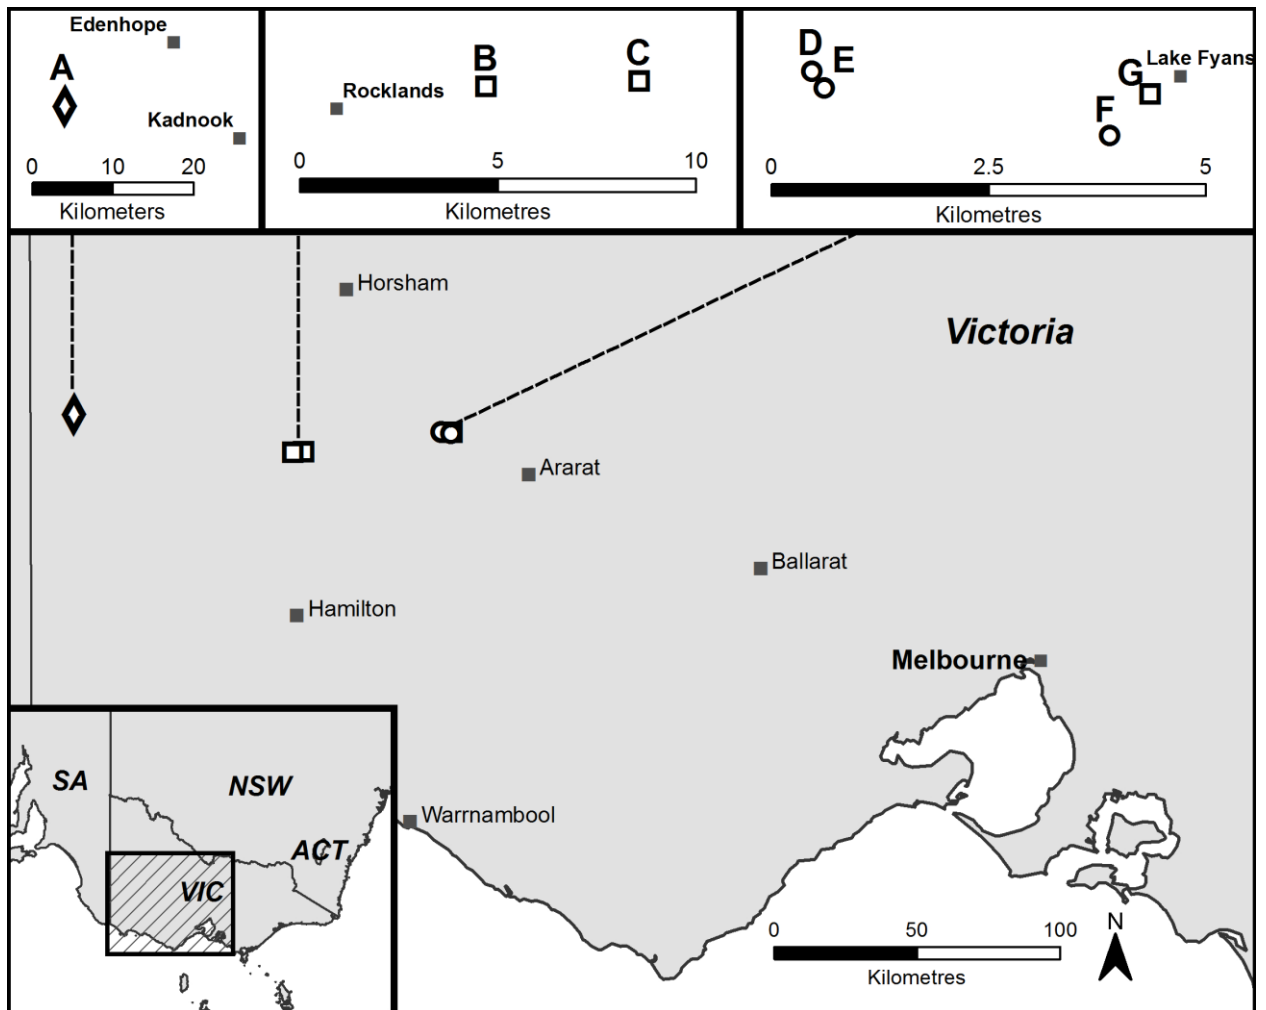 Edenhope
A
Kadnook
0 10 20
Kilometers
B
C
Rocklands
0 5 10
Kilometres
D
E
Lake Fyans
G
F
0 2.5 5
Kilometres
Horsham
Victoria
Ararat
Ballarat
Hamilton
Melbourne
SA
NSW
ACT
VIC
Warrnambool
N
0 50 100
Kilometres